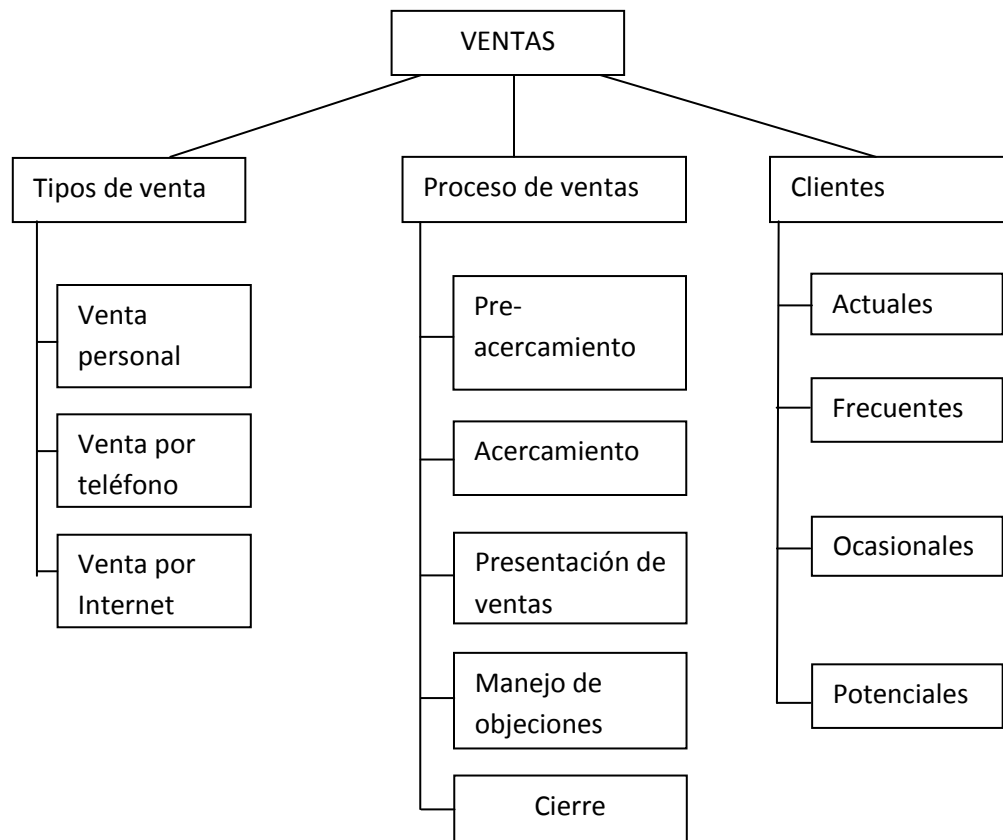 VENTAS
Tipos de venta
Venta
personal
Venta por
teléfono
Venta por
Internet
Proceso de ventas
Pre-
acercamiento
Acercamiento
Presentación de
ventas
Manejo de
objeciones
Cierre
Clientes
Actuales
Frecuentes
Ocasionales
Potenciales